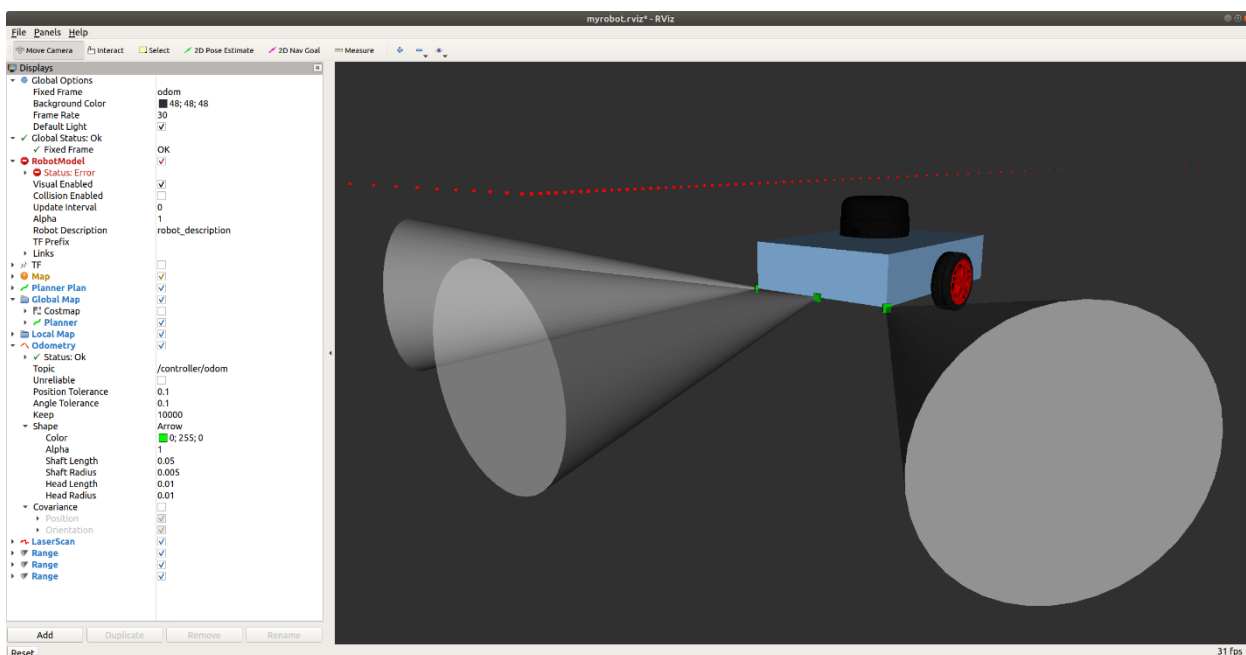 myrobot.rviz* - RViz
File Panels Help
Move Camera Interact Select 2D Pose Estimate 2D Nav Goal Measure
Displays
Global Options
Fixed Frame odom
Background Color 48; 48; 48
Frame Rate 30
Default Light
Global Status: Ok
Fixed Frame OK
RobotModel
Status: Error
Visual Enabled
Collision Enabled
Update Interval 0
Alpha 1
Robot Description robot_description
TF Prefix
Links
TF
Map
Planner Plan
Global Map
Costmap
Planner
Local Map
Odometry
Status: Ok
Topic /controller/odom
Unreliable
Position Tolerance 0.1
Angle Tolerance 0.1
Keep 10000
Shape Arrow
Color 0; 255; 0
Alpha 1
Shaft Length 0.05
Shaft Radius 0.005
Head Length 0.01
Head Radius 0.01
Covariance
Position
Orientation
LaserScan
Range
Range
Range
Add Duplicate Remove Rename
Reset 31 fps